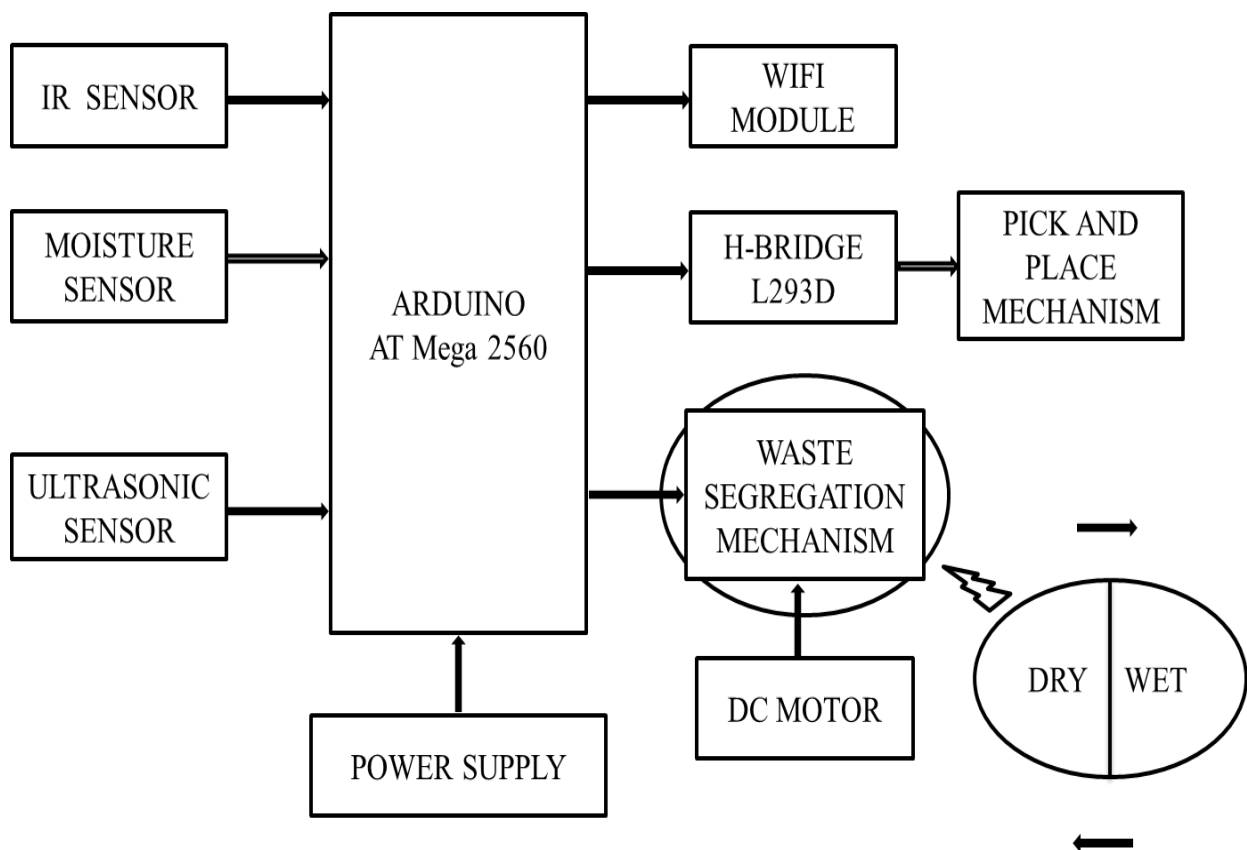 IR SENSOR
MOISTURE
SENSOR
ULTRASONIC
SENSOR
ARDUINO
AT Mega 2560
POWER SUPPLY
WIFI
MODULE
H-BRIDGE
L293D
PICK AND
PLACE
MECHANISM
WASTE
SEGREGATION
MECHANISM
DC MOTOR
DRY
WET